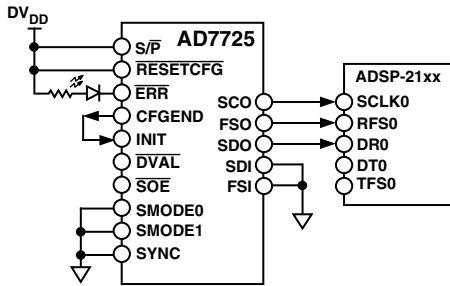 DVDD
AD7725
S/P
RESETCFG
ERR
CFGEND
INIT
DVAL
SOE
SMODE0
SMODE1
SYNC
SCO
FSO
SDO
SDI
FSI
ADSP-21xx
SCLK0
RFS0
DR0
DT0
TFS0